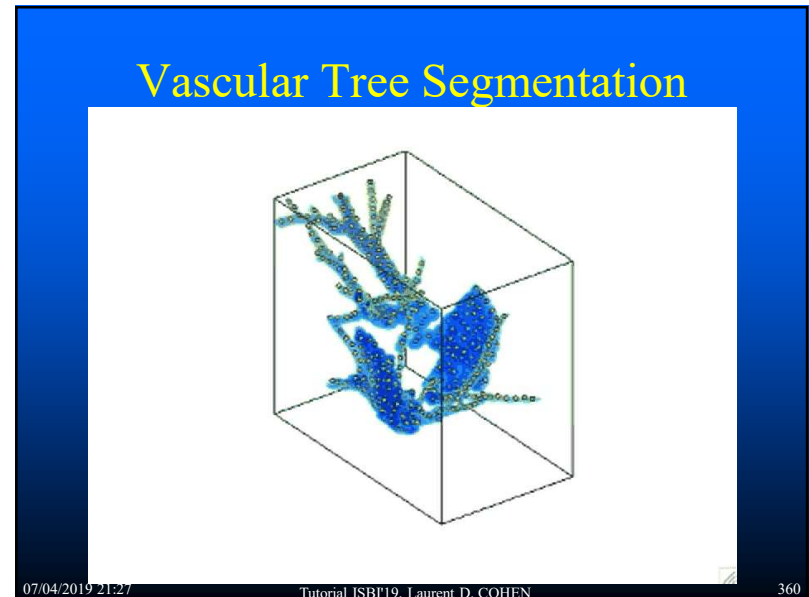 Vascular Tree Segmentation
07/04/2019 21:27
Tutorial ISBI'19, Laurent D. COHEN
360